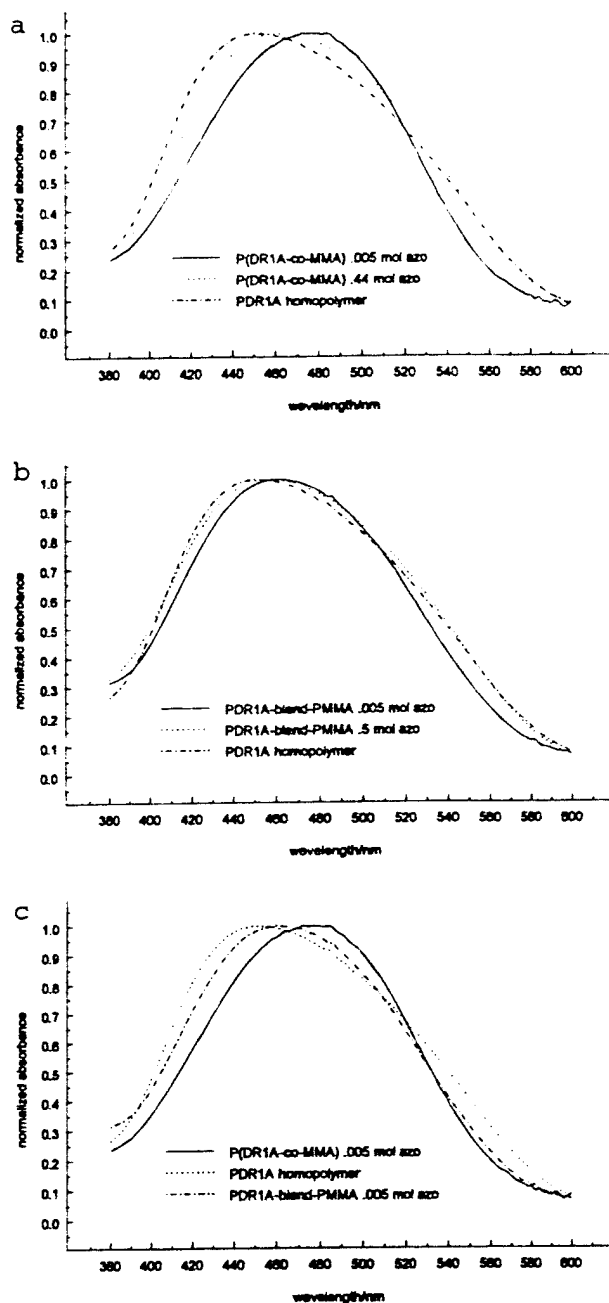 a
1.0
0.9
0.8
0.7
0.6
0.5
0.4
0.3
0.2
0.1
0.0
normalized absorbance
P(DR1A-co-MMA) .005 mol azo
P(DR1A-co-MMA) .44 mol azo
PDR1A homopolymer
380 400 420 440 460 480 500 520 540 560 580 600
wavelength/nm
b
1.0
0.9
0.8
0.7
0.6
0.5
0.4
0.3
0.2
0.1
0.0
normalized absorbance
PDR1A-blend-PMMA .005 mol azo
PDR1A-blend-PMMA .5 mol azo
PDR1A homopolymer
380 400 420 440 460 480 500 520 540 560 580 600
wavelength/nm
c
1.0
0.9
0.8
0.7
0.6
0.5
0.4
0.3
0.2
0.1
0.0
normalized absorbance
P(DR1A-co-MMA) .005 mol azo
PDR1A homopolymer
PDR1A-blend-PMMA .005 mol azo
380 400 420 440 460 480 500 520 540 560 580 600
wavelength/nm